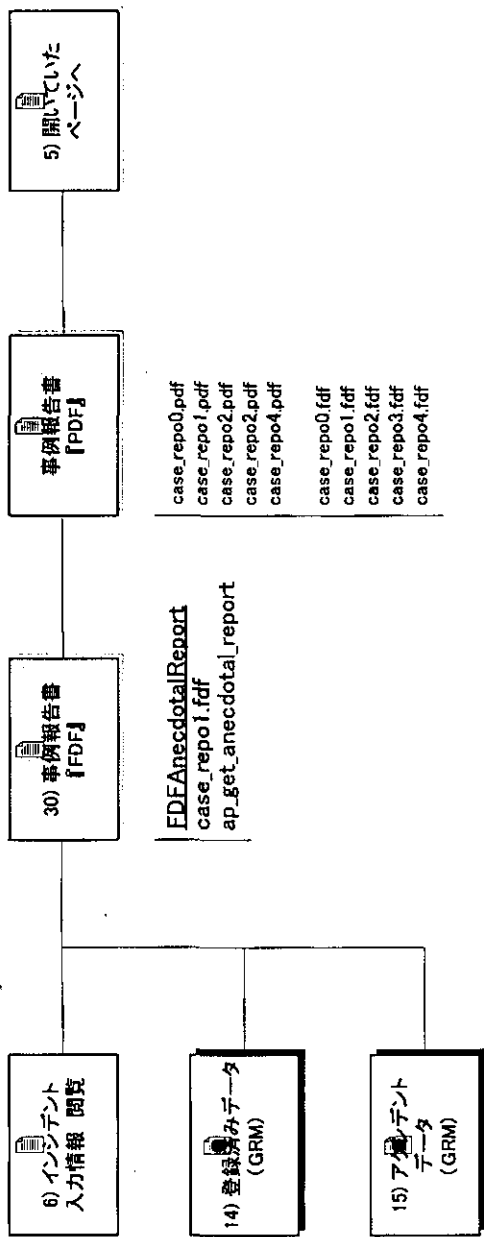 6) インシデント
入力情報 閲覧
14) 登録済みデータ
(GRM)
15) アクシデント
データ
(GRM)
30) 事例報告書
『FDF』
FDFAnecdotalReport
case_repo1.fdf
ap_get_anecdotal_report
事例報告書
『PDF』
case_repo0.pdf
case_repo1.pdf
case_repo2.pdf
case_repo2.pdf
case_repo4.pdf
case_repo0.fdf
case_repo1.fdf
case_repo2.fdf
case_repo3.fdf
case_repo4.fdf
5) 開いていた
ページへ